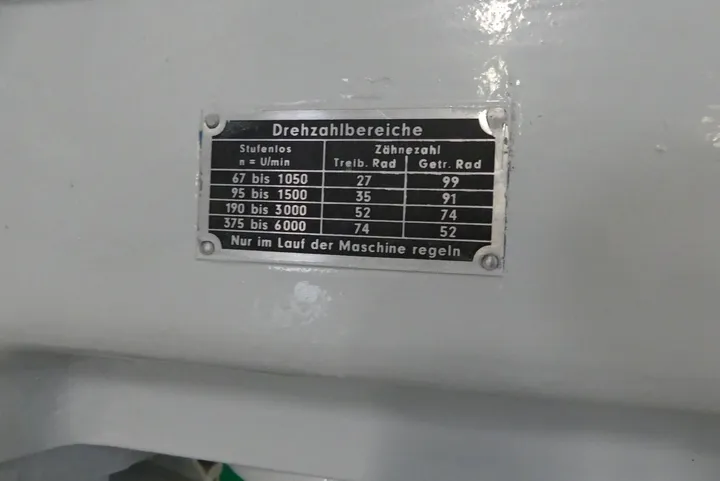 Drehzahlbereiche
Stufenlos Zähnezahl
n = U/min Treib. Rad Getr. Rad
67 bis 1050 27 99
95 bis 1500 35 91
190 bis 3000 52 74
375 bis 6000 74 52
Nur im Lauf der Maschine regeln